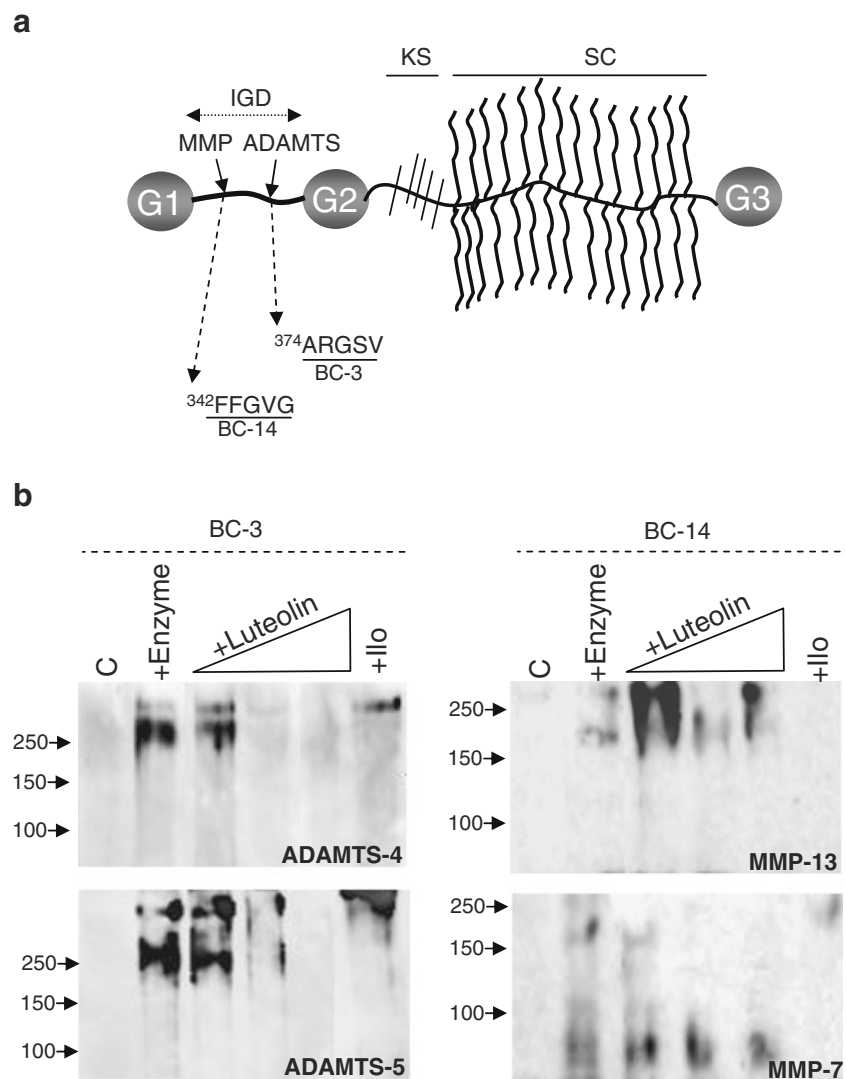 a
KS SC
IGD
MMP ADAMTS
G1 G2 G3
374ARGSV
BC-3
342FFGVG
BC-14
b
BC-3 BC-14
C +Enzyme +Luteolin +Ilo
C +Enzyme +Luteolin +Ilo
250
150
100
ADAMTS-4
250
150
100
MMP-13
250
150
100
ADAMTS-5
250
150
100
MMP-7